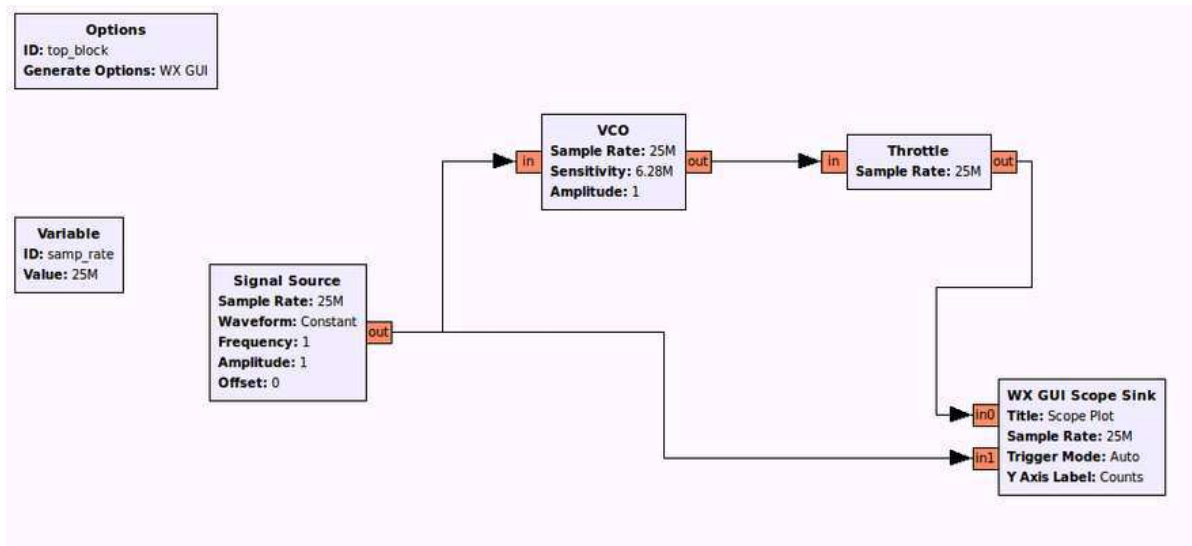 Options
ID: top_block
Generate Options: WX GUI
VCO
Sample Rate: 25M
Sensitivity: 6.28M
Amplitude: 1
in
out
Throttle
Sample Rate: 25M
in
out
Variable
ID: samp_rate
Value: 25M
Signal Source
Sample Rate: 25M
Waveform: Constant
Frequency: 1
Amplitude: 1
Offset: 0
out
WX GUI Scope Sink
Title: Scope Plot
Sample Rate: 25M
Trigger Mode: Auto
Y Axis Label: Counts
in0
in1